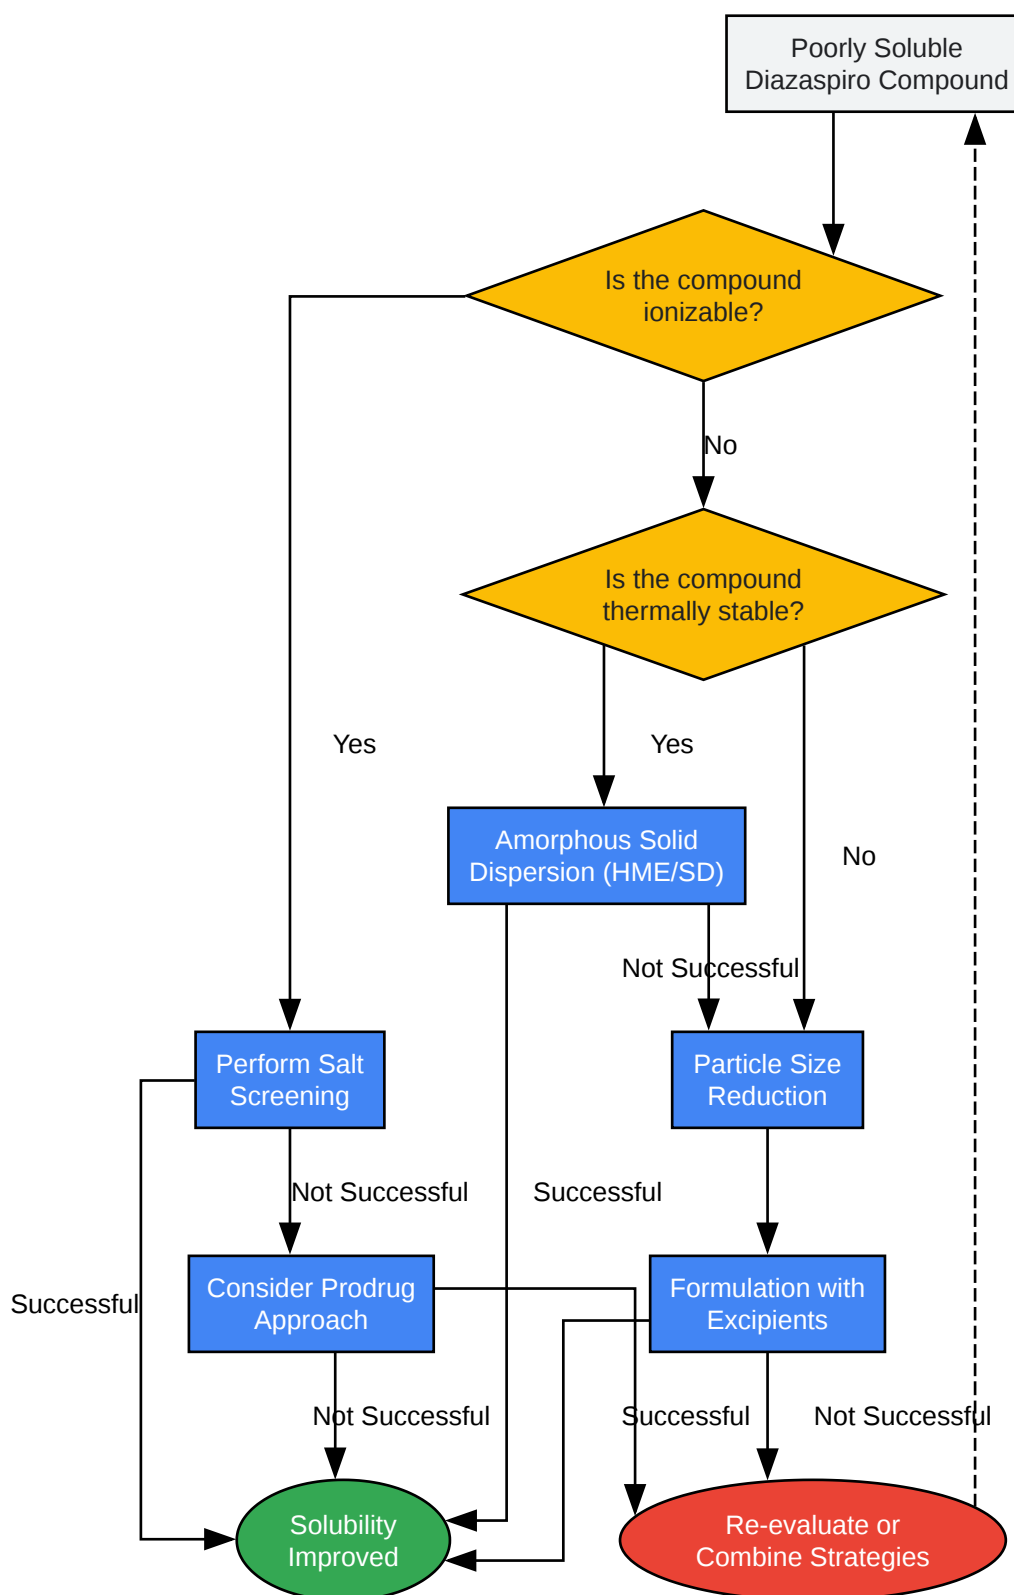 Poorly Soluble
Diazaspiro Compound
Is the compound
ionizable?
No
Is the compound
thermally stable?
Yes
Yes
Amorphous Solid
Dispersion (HME/SD)
No
Not Successful
Perform Salt
Screening
Particle Size
Reduction
Not Successful
Successful
Successful
Consider Prodrug
Approach
Formulation with
Excipients
Not Successful
Successful
Not Successful
Solubility
Improved
Re-evaluate or
Combine Strategies